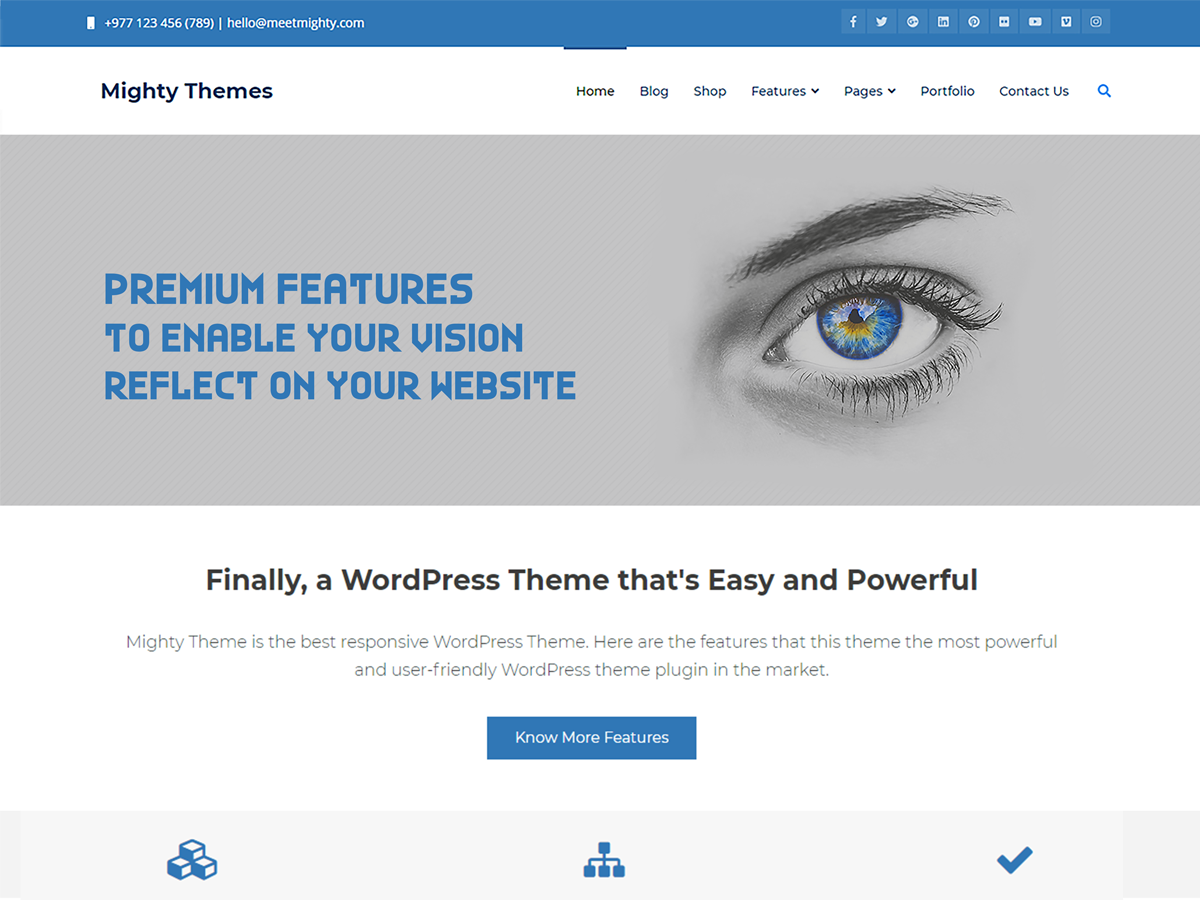 +977 123 456 (789) | hello@meetmighty.com
Mighty Themes
Home Blog Shop Features Pages Portfolio Contact Us
PREMIUM FEATURES
TO ENABLE YOUR VISION
REFLECT ON YOUR WEBSITE
Finally, a WordPress Theme that's Easy and Powerful
Mighty Theme is the best responsive WordPress Theme. Here are the features that this theme the most powerful
and user-friendly WordPress theme plugin in the market.
Know More Features